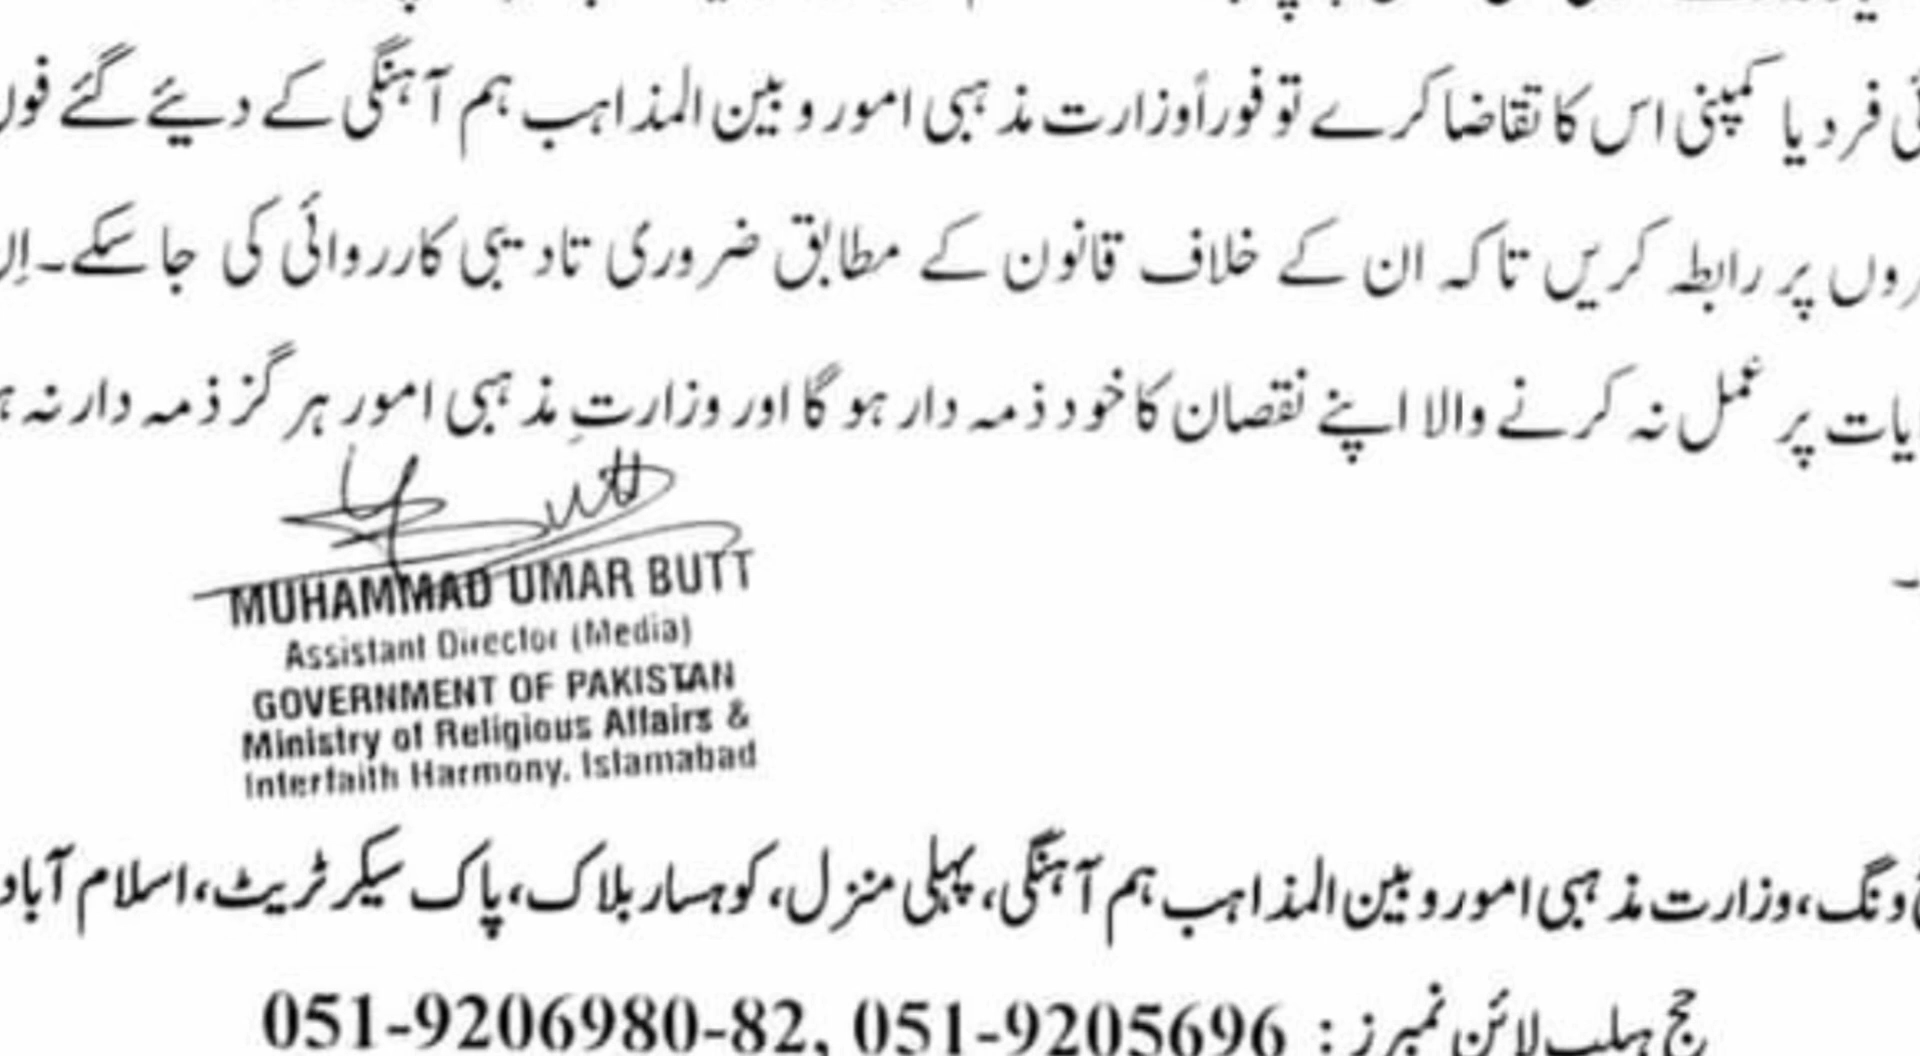 فرد یا کمپنی اس کا تقاضا کرے تو فوراً وزارت مذہبی امور و بین المذاہب ہم آہنگی کے دیئے گئے فون
روں پر رابطہ کریں تاکہ ان کے خلاف قانون کے مطابق ضروری تادیبی کارروائی کی جا سکے۔ اِن
یات پر عمل نہ کرنے والا اپنے نقصان کا خود ذمہ دار ہو گا اور وزارتِ مذہبی امور ہر گز ذمہ دار نہ
Butt
MUHAMMAD UMAR BUTT
Assistant Director (Media)
GOVERNMENT OF PAKISTAN
Ministry of Religious Affairs &
Interfaith Harmony, Islamabad
ونگ، وزارت مذہبی امور و بین المذاہب ہم آہنگی، پہلی منزل، کوہسار بلاک، پاک سیکرٹریٹ، اسلام آباد
حج ہیلپ لائن نمبرز : 051-9205696 ,051-9206980-82